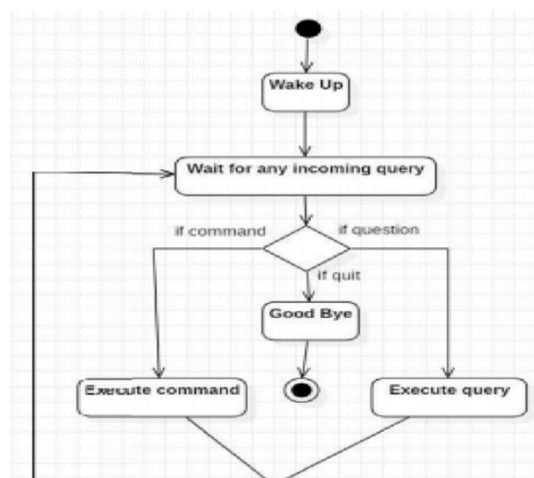 Wake Up
Wait for any incoming query
if command
if question
if quit
Good Bye
Execute command
Execute query